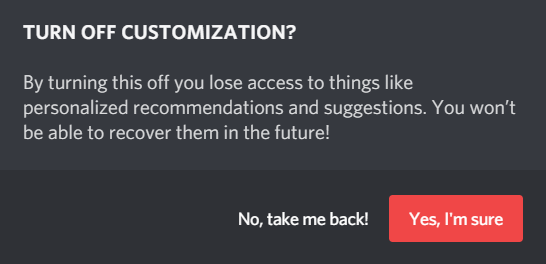 TURN OFF CUSTOMIZATION?
By turning this off you lose access to things like
personalized recommendations and suggestions. You won't
be able to recover them in the future!
No, take me back!
Yes, I'm sure